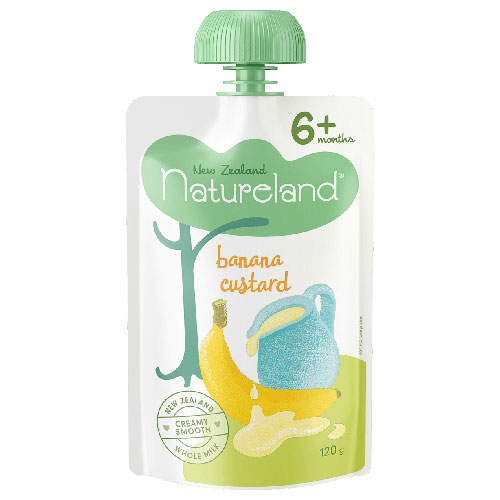 6+
months
New Zealand
Natureland
banana
custard
NEW ZEALAND
CREAMY
SMOOTH
WHOLE MILK
120g